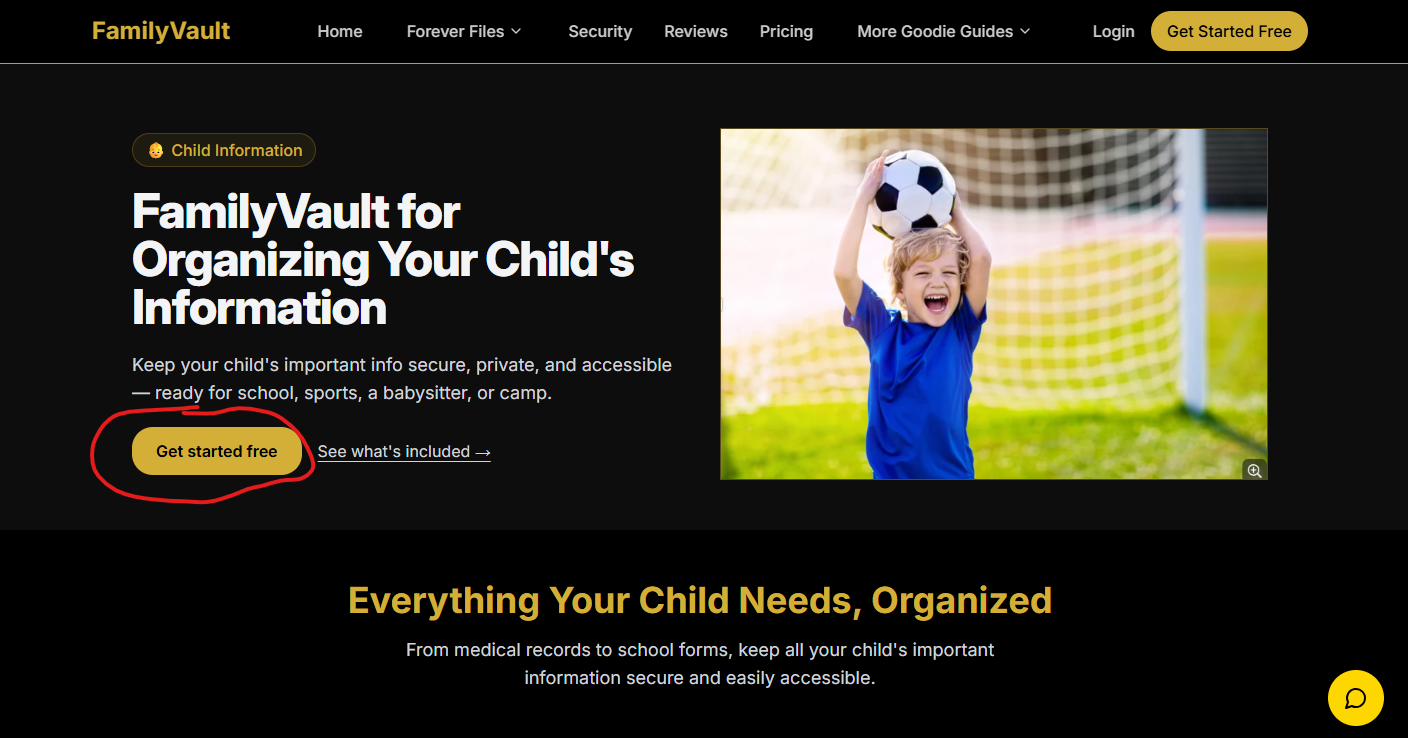 FamilyVault
Home
Forever Files
Security
Reviews
Pricing
More Goodie Guides
Login
Get Started Free
Child Information
FamilyVault for
Organizing Your Child's
Information
Keep your child's important info secure, private, and accessible
— ready for school, sports, a babysitter, or camp.
Get started free
See what's included →
Everything Your Child Needs, Organized
From medical records to school forms, keep all your child's important
information secure and easily accessible.